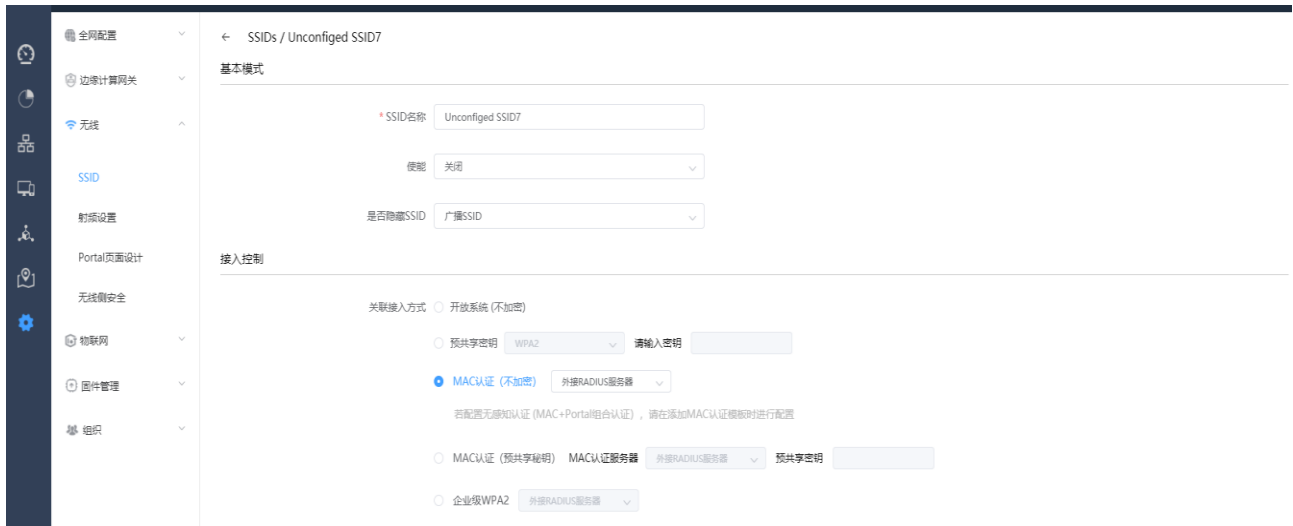 全网配置
边缘计算网关
无线
SSID
射频设置
Portal页面设计
无线侧安全
物联网
固件管理
组织
← SSIDs / Unconfiged SSID7
基本模式
* SSID名称 Unconfiged SSID7
使能 关闭
是否隐藏SSID 广播SSID
接入控制
关联接入方式 开放系统 (不加密)
预共享密钥 WPA2 请输入密钥
MAC认证（不加密） 外接RADIUS服务器
若配置无感知认证 (MAC+Portal组合认证) ，请在添加MAC认证模板时进行配置
MAC认证（预共享秘钥） MAC认证服务器 外接RADIUS服务器 预共享密钥
企业级WPA2 外接RADIUS服务器